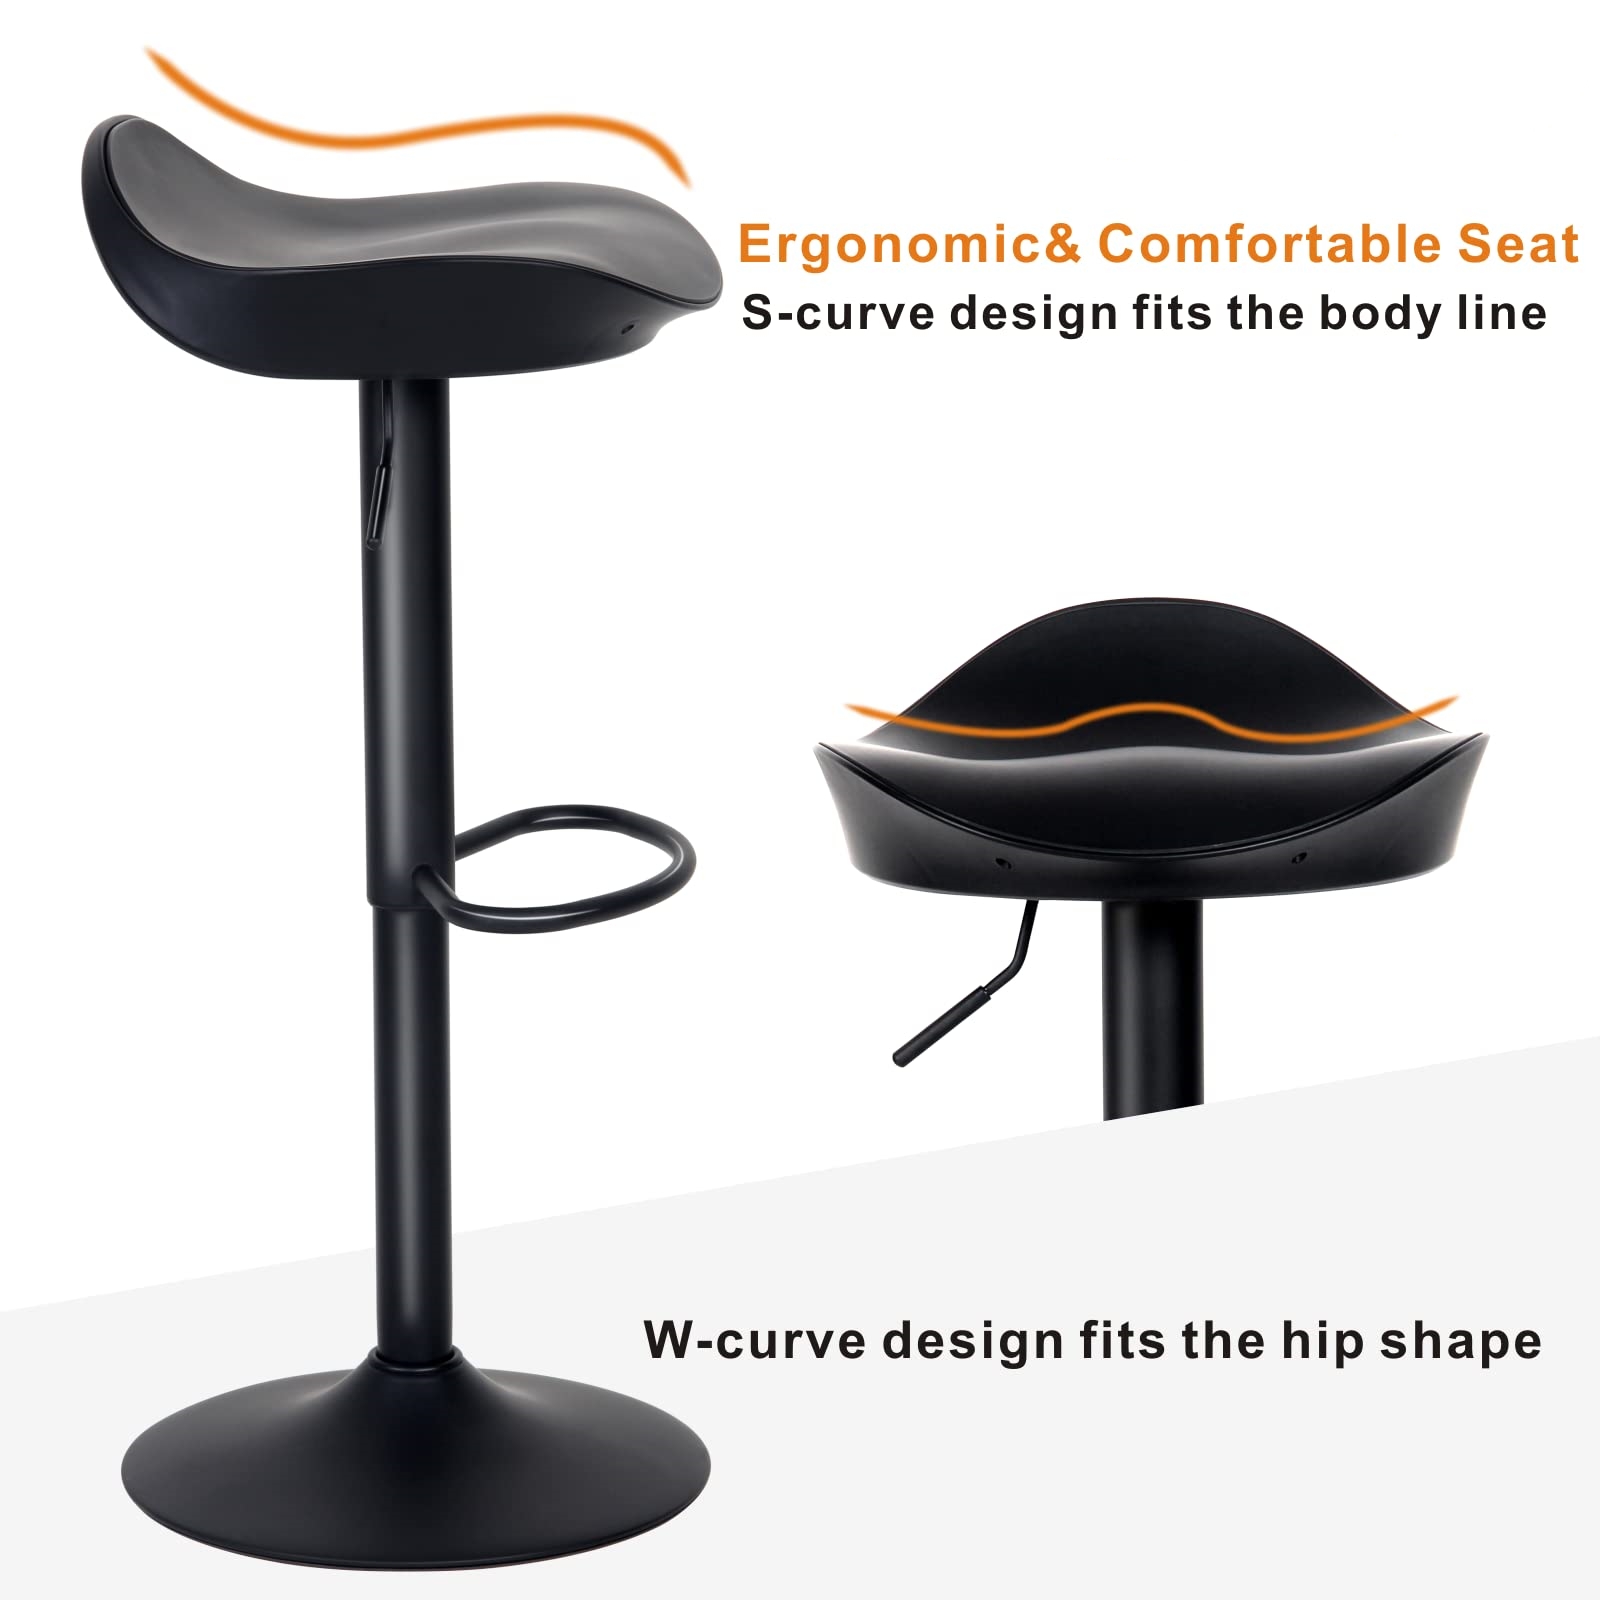 Ergonomic& Comfortable Seat
S-curve design fits the body line
W-curve design fits the hip shape